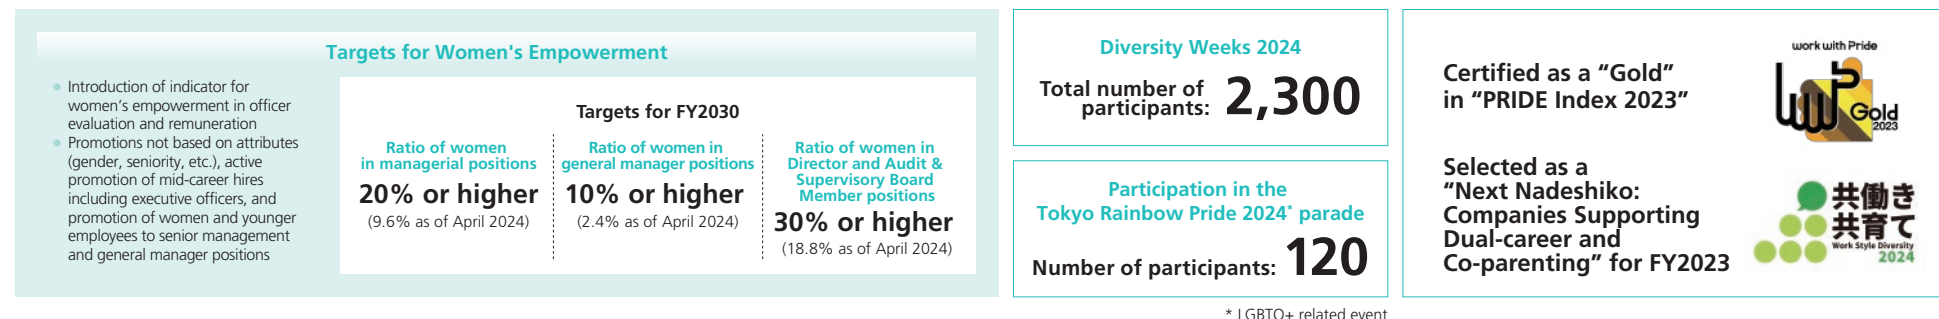 Targets for Women's Empowerment
● Introduction of indicator for
women's empowerment in officer
evaluation and remuneration
● Promotions not based on attributes
(gender, seniority, etc.), active
promotion of mid-career hires
including executive officers, and
promotion of women and younger
employees to senior management
and general manager positions
Targets for FY2030
Ratio of women
in managerial positions
20% or higher
(9.6% as of April 2024)
Ratio of women in
general manager positions
10% or higher
(2.4% as of April 2024)
Ratio of women in
Director and Audit &
Supervisory Board
Member positions
30% or higher
(18.8% as of April 2024)
Diversity Weeks 2024
Total number of
participants: 2,300
Participation in the
Tokyo Rainbow Pride 2024* parade
Number of participants: 120
* LGBTQ+ related event
Certified as a “Gold”
in “PRIDE Index 2023”
work with Pride
wwP
Gold
2023
Selected as a
“Next Nadeshiko:
Companies Supporting
Dual-career and
Co-parenting” for FY2023
共働き
共育て
Work Style Diversity
2024